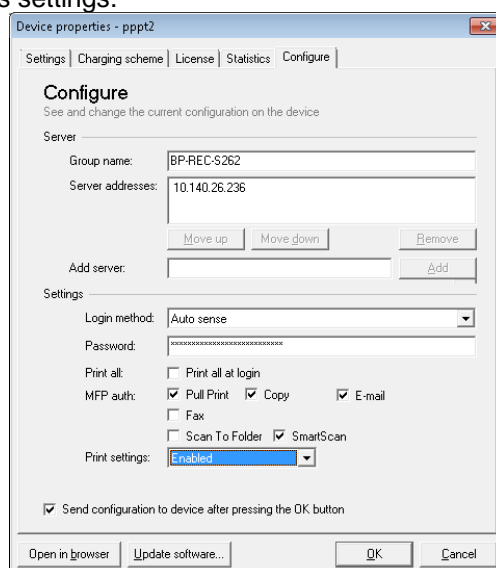 s settings.
Device properties - pppt2
Settings Charging scheme License Statistics Configure
Configure
See and change the current configuration on the device
Server
Group name: BP-REC-S262
Server addresses: 10.140.26.236
Move up Move down Remove
Add server: Add
Settings
Login method: Auto sense
Password: xxxxxxxxxxxxxxxxxxxxxxxxxxx
Print all: Print all at login
MFP auth: Pull Print Copy E-mail
Fax
Scan To Folder SmartScan
Print settings: Enabled
Send configuration to device after pressing the OK button
Open in browser Update software... OK Cancel